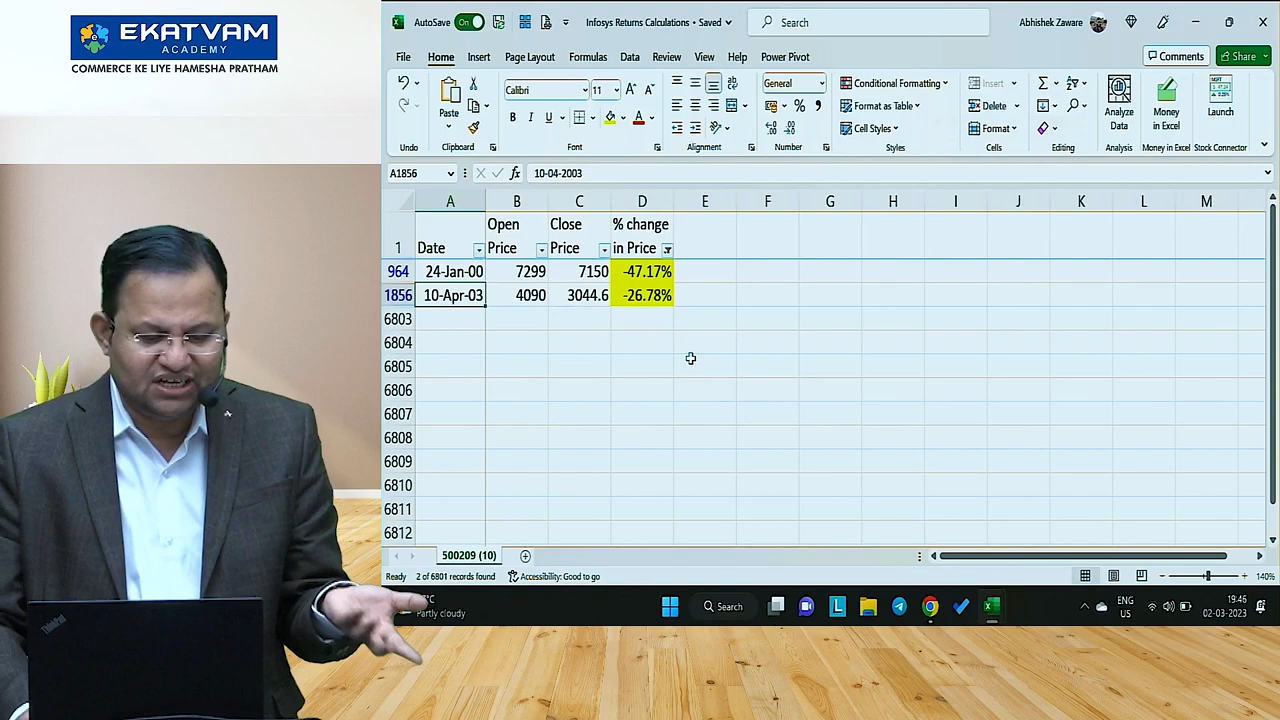 EKATVAM
ACADEMY
COMMERCE KE LIYE HAMESHA PRATHAM
AutoSave On Infosys Returns Calculations • Saved Search Abhishek Zaware
File Home Insert Page Layout Formulas Data Review View Help Power Pivot Comments Share
Paste
Calibri 11
B I U
General
Conditional Formatting
Format as Table
Cell Styles
Insert
Delete
Format
Analyze Data
Money in Excel
Launch
Undo Clipboard Font Alignment Number Styles Cells Editing Analysis Money in Excel Stock Connector
A1856 fx 10-04-2003
A B C D E F G H I J K L M
1 Date Open Price Close Price % change in Price
964 24-Jan-00 7299 7150 -47.17%
1856 10-Apr-03 4090 3044.6 -26.78%
6803
6804
6805
6806
6807
6808
6809
6810
6811
6812
500209 (10)
Ready 2 of 6801 records found Accessibility: Good to go 140%
Partly cloudy
Search
ENG
US
19:46
02-03-2023
ThinkPad